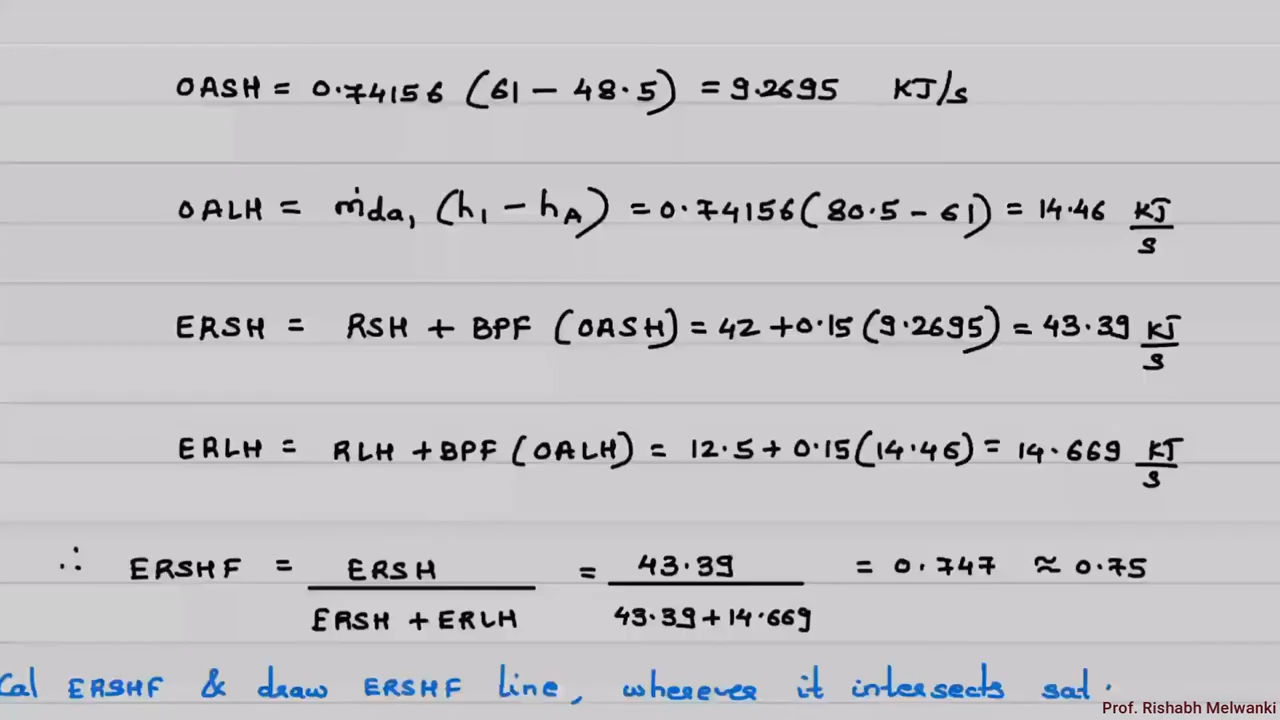 OASH = 0.74156 (61 - 48.5) = 9.2695 KJ/s
OALH = ṁda₁ (h₁ - hA) = 0.74156 (80.5 - 61) = 14.46 KJ/s
ERSH = RSH + BPF (OASH) = 42 + 0.15 (9.2695) = 43.39 KJ/s
ERLH = RLH + BPF (OALH) = 12.5 + 0.15 (14.46) = 14.669 KJ/s
∴ ERSHF = ERSH / ERSH + ERLH = 43.39 / 43.39 + 14.669 = 0.747 ≈ 0.75
Cal ERSHF & draw ERSHF line, wherever it intersects sat.
Prof. Rishabh Melwanki